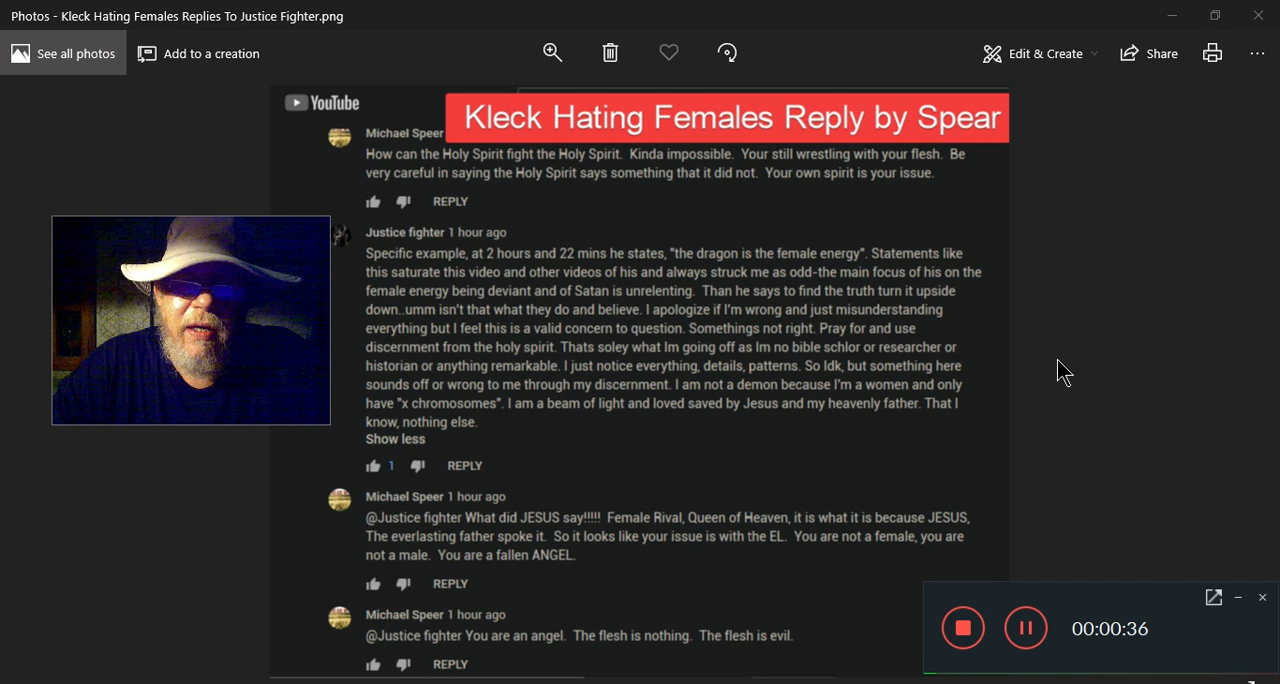 Photos - Kleck Hating Females Replies To Justice Fighter.png
See all photos
Add to a creation
Edit & Create
Share
YouTube
Kleck Hating Females Reply by Spear
Michael Speer
How can the Holy Spirit fight the Holy Spirit. Kinda impossible. Your still wrestling with your flesh. Be
very careful in saying the Holy Spirit says something that it did not. Your own spirit is your issue.
REPLY
Justice fighter 1 hour ago
Specific example, at 2 hours and 22 mins he states, "the dragon is the female energy". Statements like
this saturate this video and other videos of his and always struck me as odd-the main focus of his on the
female energy being deviant and of Satan is unrelenting. Than he says to find the truth turn it upside
down..umm isn't that what they do and believe. I apologize if I'm wrong and just misunderstanding
everything but I feel this is a valid concern to question. Somethings not right. Pray for and use
discernment from the holy spirit. Thats soley what Im going off as Im no bible schlor or researcher or
historian or anything remarkable. I just notice everything, details, patterns. So Idk, but something here
sounds off or wrong to me through my discernment. I am not a demon because I'm a women and only
have "x chromosomes". I am a beam of light and loved saved by Jesus and my heavenly father. That I
know, nothing else.
Show less
1 REPLY
Michael Speer 1 hour ago
@Justice fighter What did JESUS say!!!!! Female Rival, Queen of Heaven, it is what it is because JESUS,
The everlasting father spoke it. So it looks like your issue is with the EL. You are not a female, you are
not a male. You are a fallen ANGEL.
REPLY
Michael Speer 1 hour ago
@Justice fighter You are an angel. The flesh is nothing. The flesh is evil.
REPLY
00:00:36